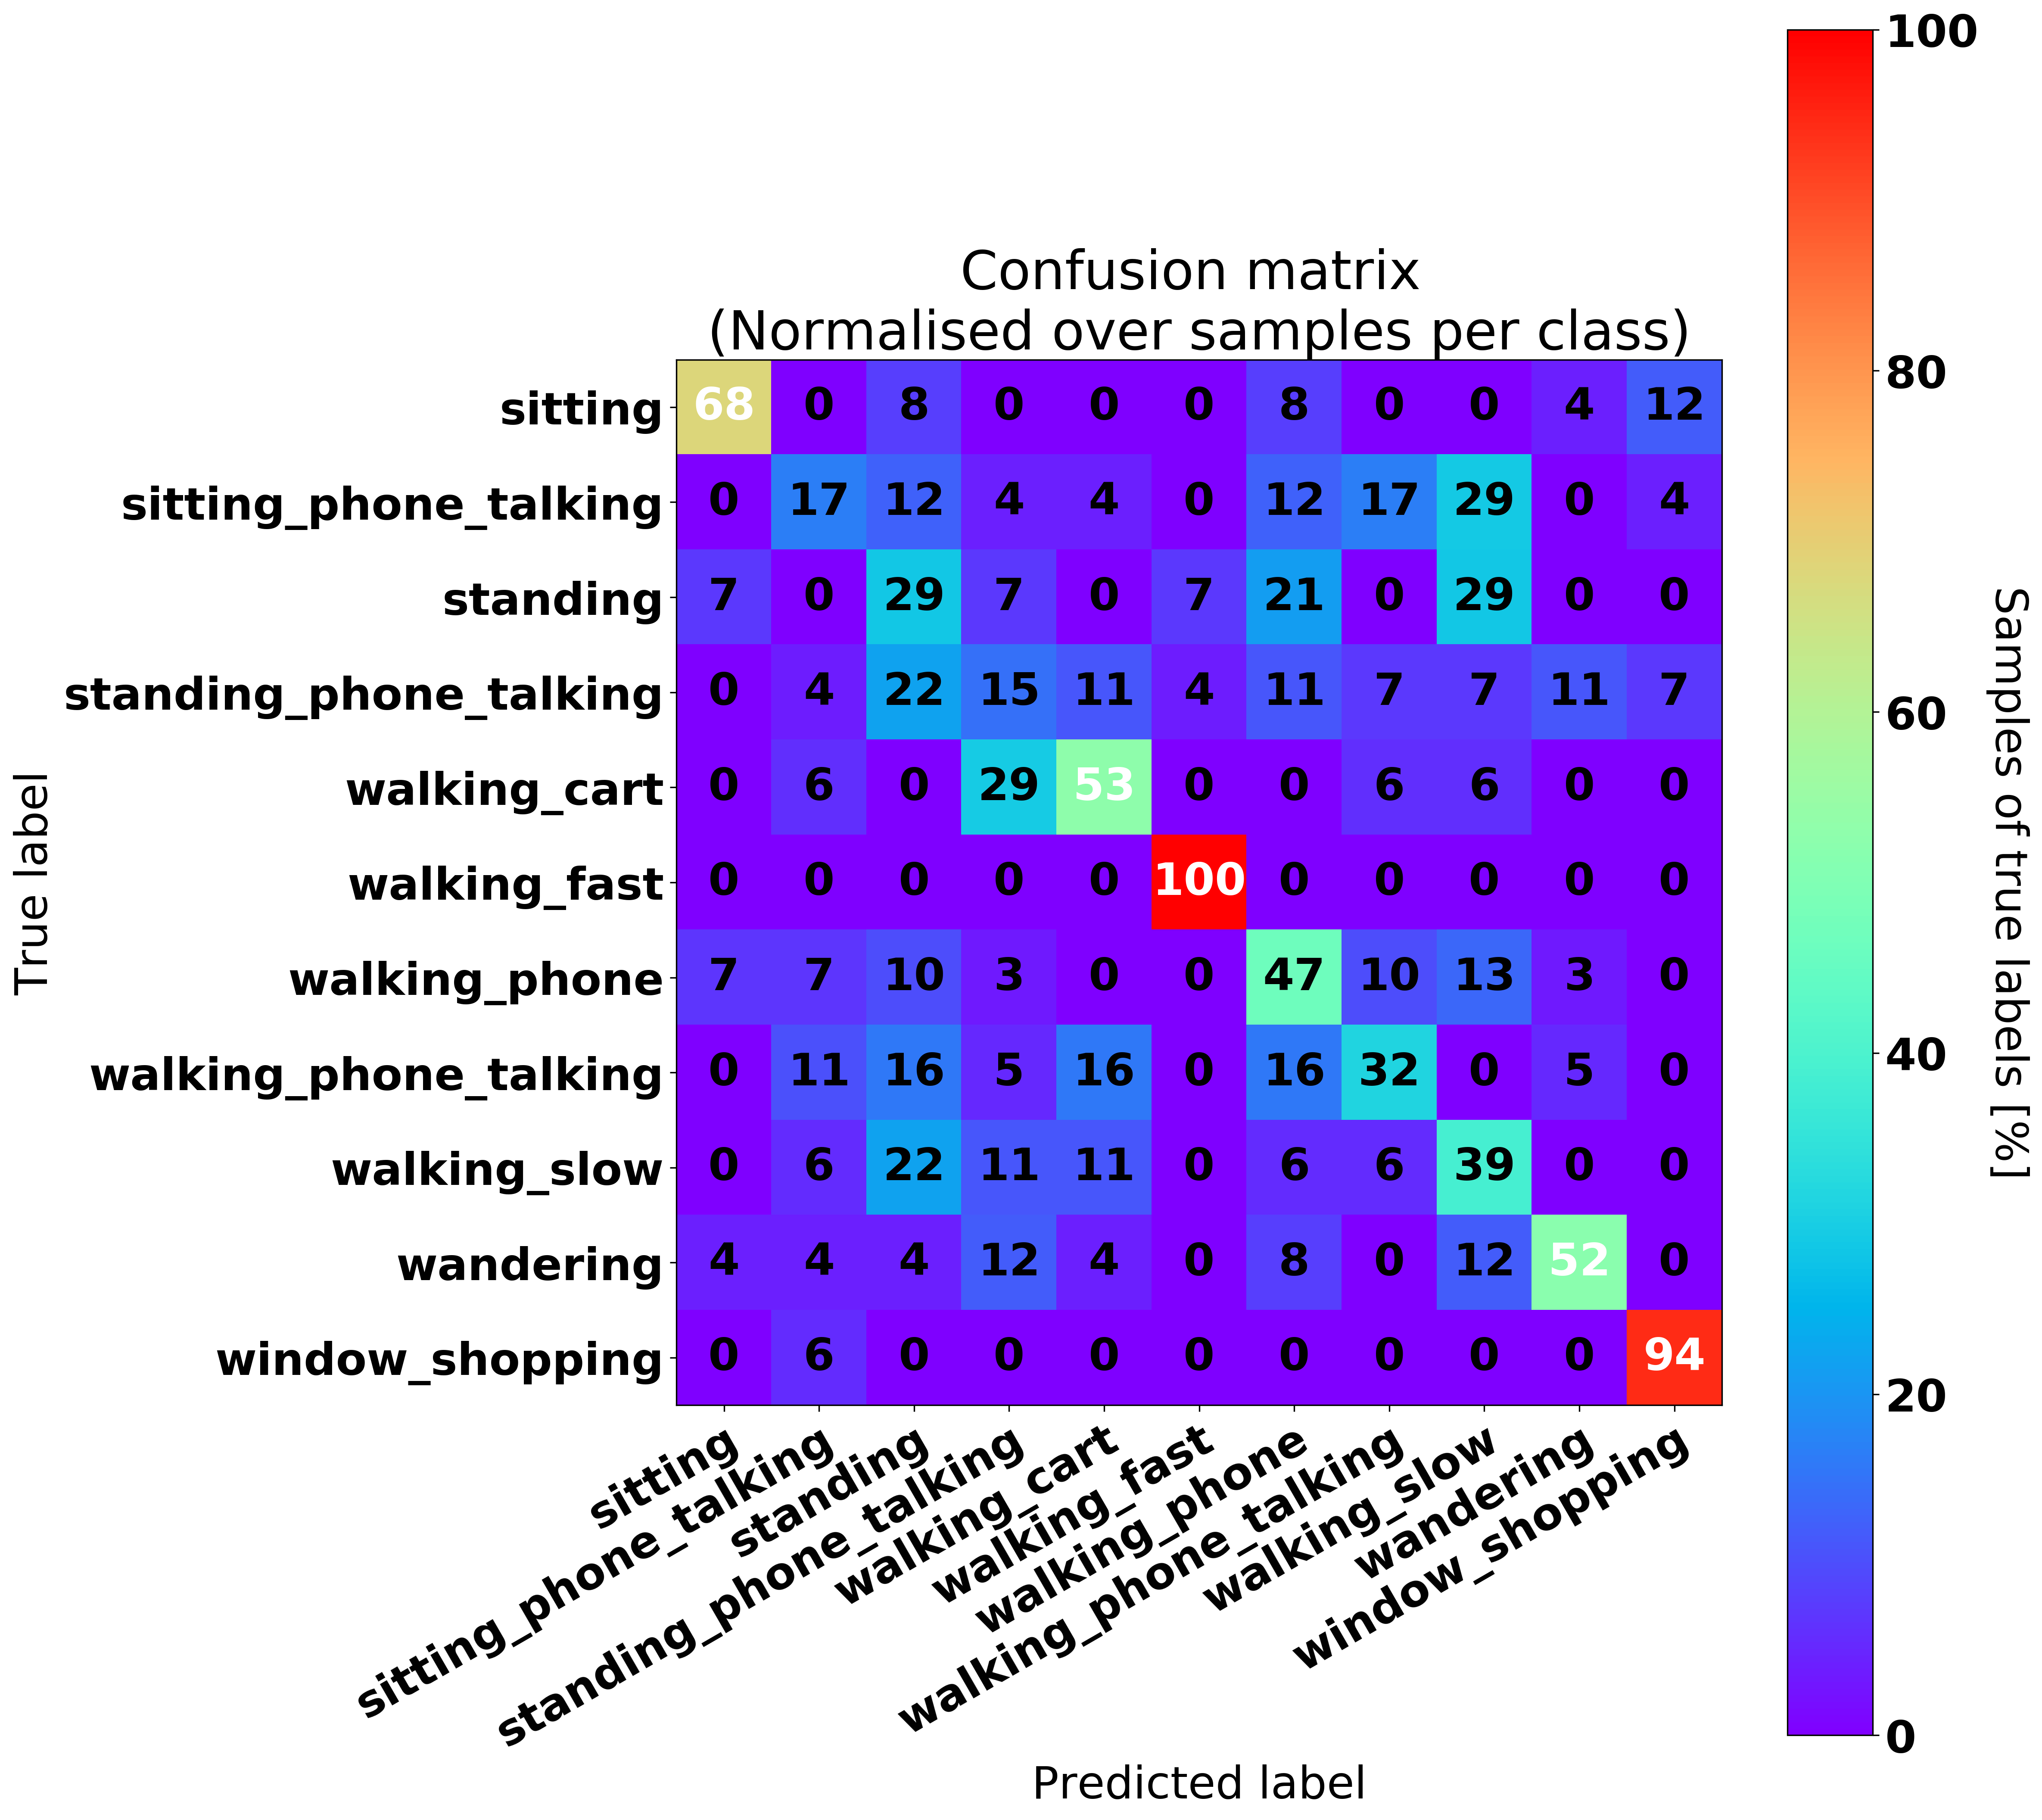 Confusion matrix
(Normalised over samples per class)
sitting 68 0 8 0 0 0 8 0 0 4 12
sitting_phone_talking 0 17 12 4 4 0 12 17 29 0 4
standing 7 0 29 7 0 7 21 0 29 0 0
standing_phone_talking 0 4 22 15 11 4 11 7 7 11 7
walking_cart 0 6 0 29 53 0 0 6 6 0 0
walking_fast 0 0 0 0 0 100 0 0 0 0 0
walking_phone 7 7 10 3 0 0 47 10 13 3 0
walking_phone_talking 0 11 16 5 16 0 16 32 0 5 0
walking_slow 0 6 22 11 11 0 6 6 39 0 0
wandering 4 4 4 12 4 0 8 0 12 52 0
window_shopping 0 6 0 0 0 0 0 0 0 0 94
True label
sitting
sitting_phone_talking
standing
standing_phone_talking
walking_cart
walking_fast
walking_phone
walking_phone_talking
walking_slow
wandering
window_shopping
Predicted label
100
80
60
40
20
0
Samples of true labels [%]